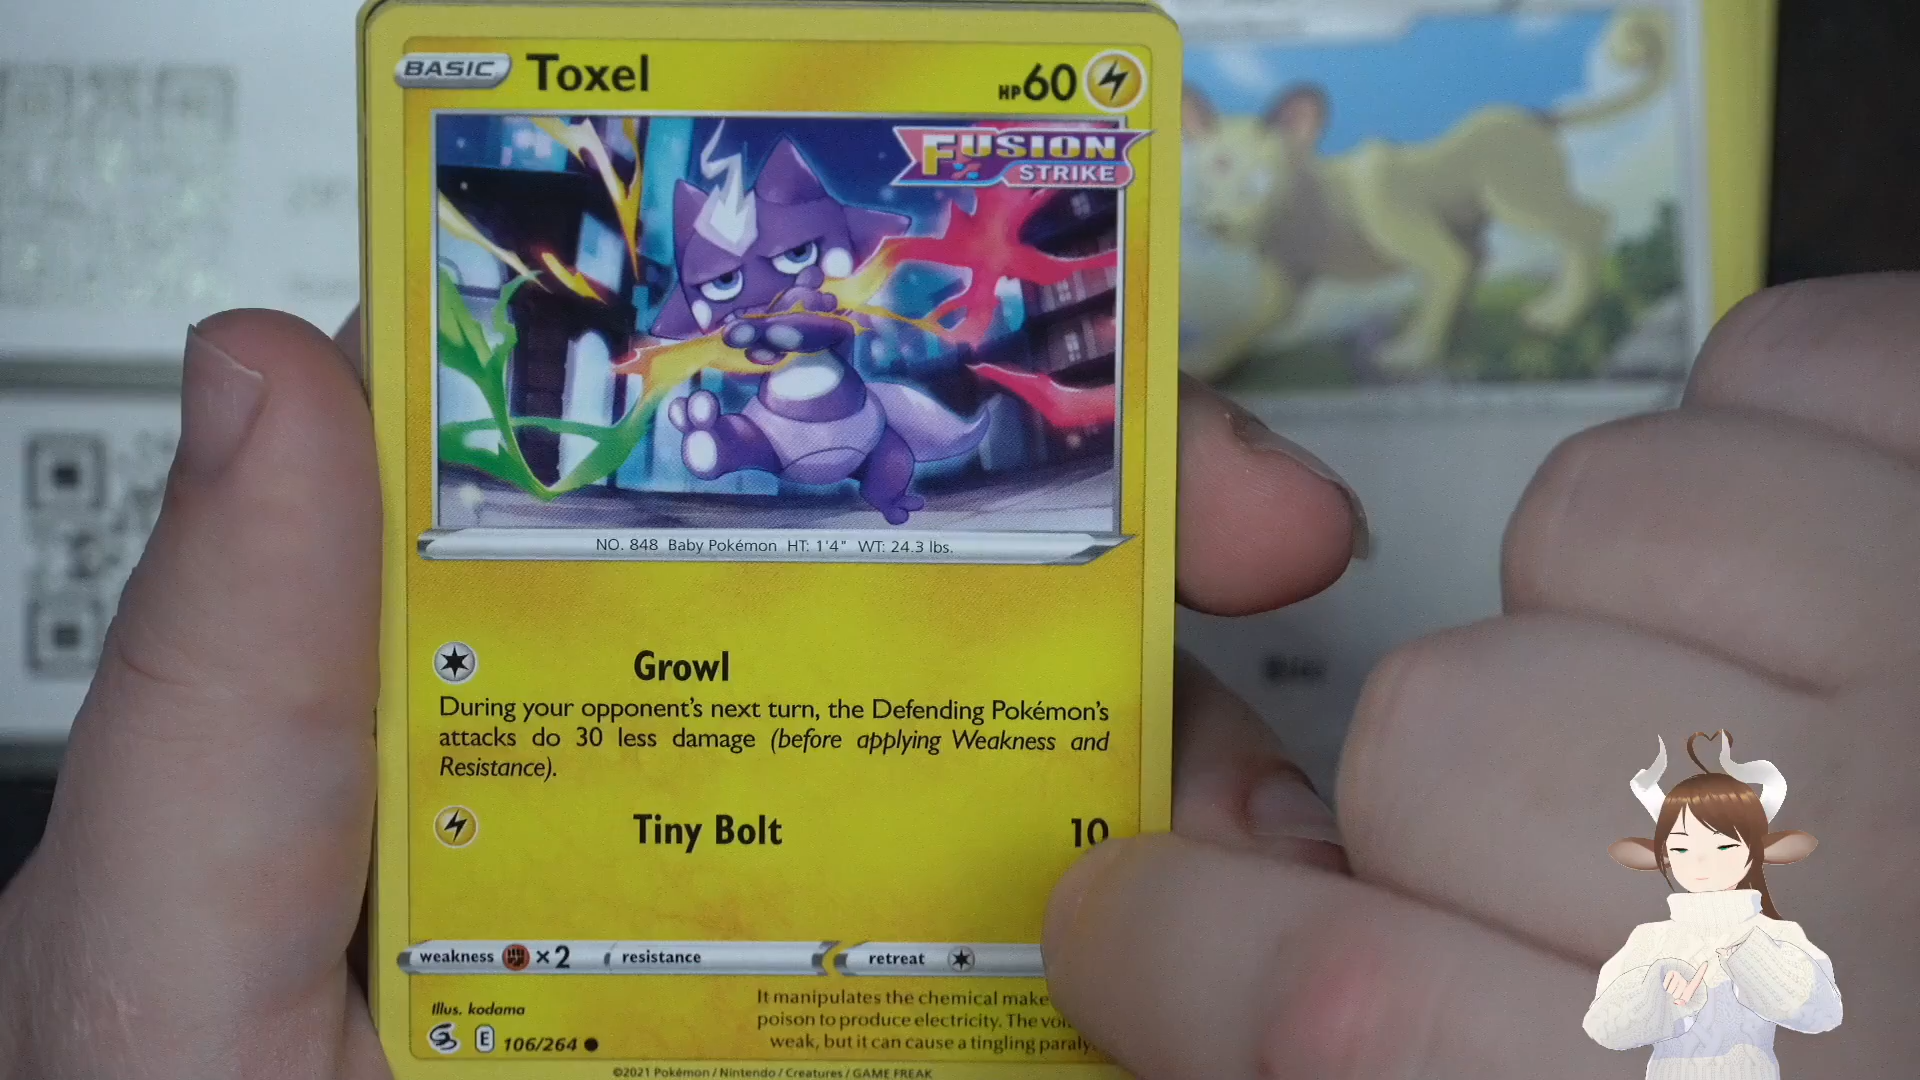 BASIC Toxel HP60
FUSION
STRIKE
NO. 848 Baby Pokémon HT: 1'4" WT: 24.3 lbs.
Growl
During your opponent's next turn, the Defending Pokémon's
attacks do 30 less damage (before applying Weakness and
Resistance).
Tiny Bolt 10
weakness ×2 resistance retreat
Illus. kodama
It manipulates the chemical make
poison to produce electricity. The
weak, but it can cause a tingling
E 106/264
©2021 Pokémon / Nintendo / Creatures / GAME FREAK